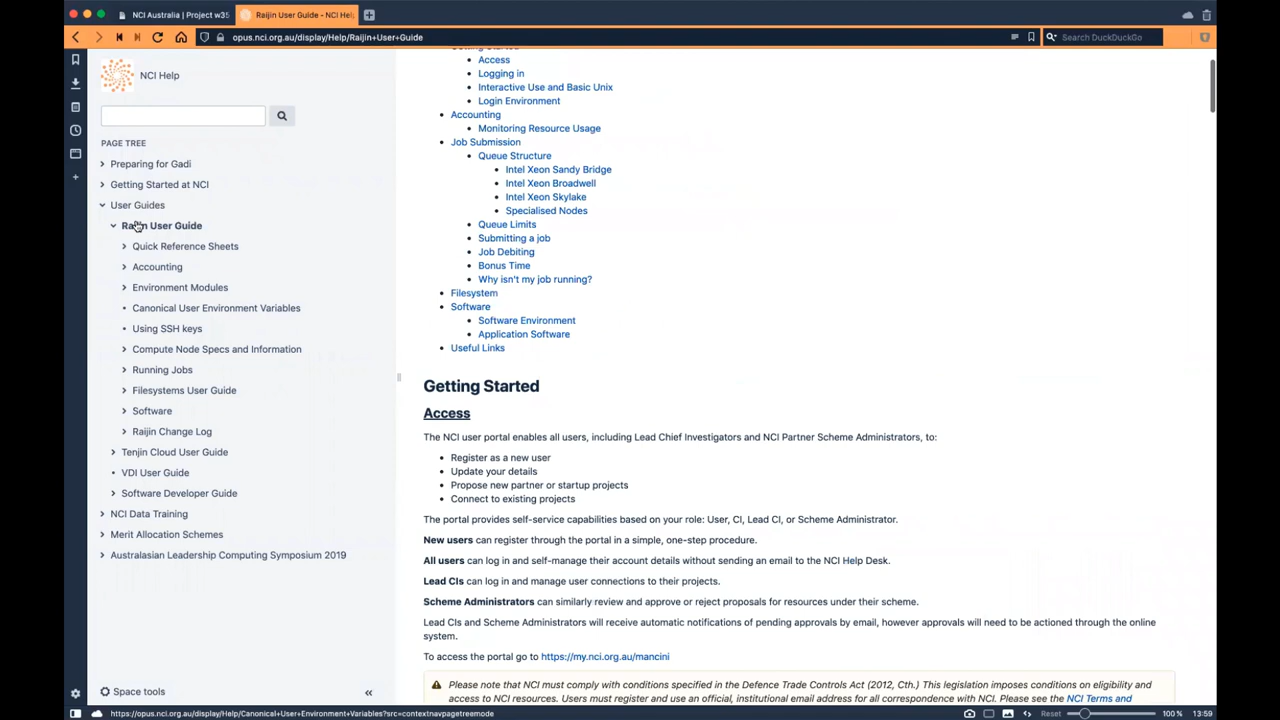 NCI Australia | Project w35
Raijin User Guide - NCI Hel
opus.nci.org.au/display/Help/Raijin+User+Guide
Search DuckDuckGo
NCI Help
PAGE TREE
Preparing for Gadi
Getting Started at NCI
User Guides
Raijin User Guide
Quick Reference Sheets
Accounting
Environment Modules
Canonical User Environment Variables
Using SSH keys
Compute Node Specs and Information
Running Jobs
Filesystems User Guide
Software
Raijin Change Log
Tenjin Cloud User Guide
VDI User Guide
Software Developer Guide
NCI Data Training
Merit Allocation Schemes
Australasian Leadership Computing Symposium 2019
Space tools
Getting Started
Access
Logging in
Interactive Use and Basic Unix
Login Environment
Accounting
Monitoring Resource Usage
Job Submission
Queue Structure
Intel Xeon Sandy Bridge
Intel Xeon Broadwell
Intel Xeon Skylake
Specialised Nodes
Queue Limits
Submitting a job
Job Debiting
Bonus Time
Why isn't my job running?
Filesystem
Software
Software Environment
Application Software
Useful Links
Getting Started
Access
The NCI user portal enables all users, including Lead Chief Investigators and NCI Partner Scheme Administrators, to:
Register as a new user
Update your details
Propose new partner or startup projects
Connect to existing projects
The portal provides self-service capabilities based on your role: User, CI, Lead CI, or Scheme Administrator.
New users can register through the portal in a simple, one-step procedure.
All users can log in and self-manage their account details without sending an email to the NCI Help Desk.
Lead CIs can log in and manage user connections to their projects.
Scheme Administrators can similarly review and approve or reject proposals for resources under their scheme.
Lead CIs and Scheme Administrators will receive automatic notifications of pending approvals by email, however approvals will need to be actioned through the online
system.
To access the portal go to https://my.nci.org.au/mancini
Please note that NCI must comply with conditions specified in the Defence Trade Controls Act (2012, Cth.) This legislation imposes conditions on eligibility and
access to NCI resources. Users must register and use an official, institutional email address for all correspondence with NCI. Please see the NCI Terms and
https://opus.nci.org.au/display/Help/Canonical+User+Environment+Variables?src=contextnavpagetreemode
Reset
100 %
13:59